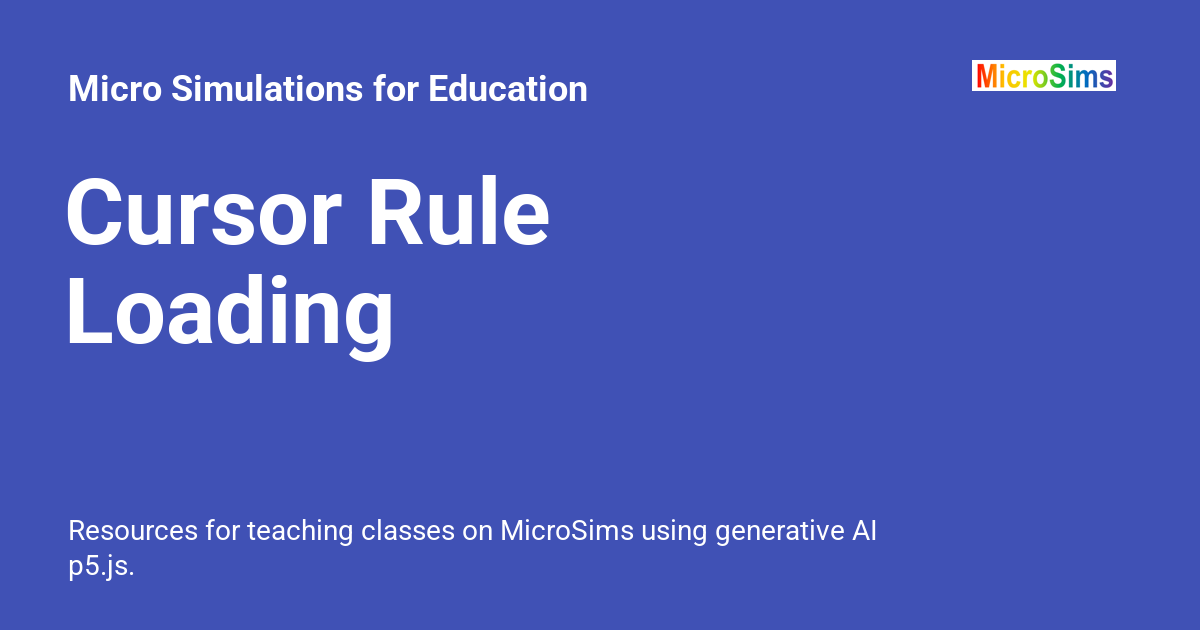 Micro Simulations for Education
MicroSims
Cursor Rule
Loading
Resources for teaching classes on MicroSims using generative AI
p5.js.